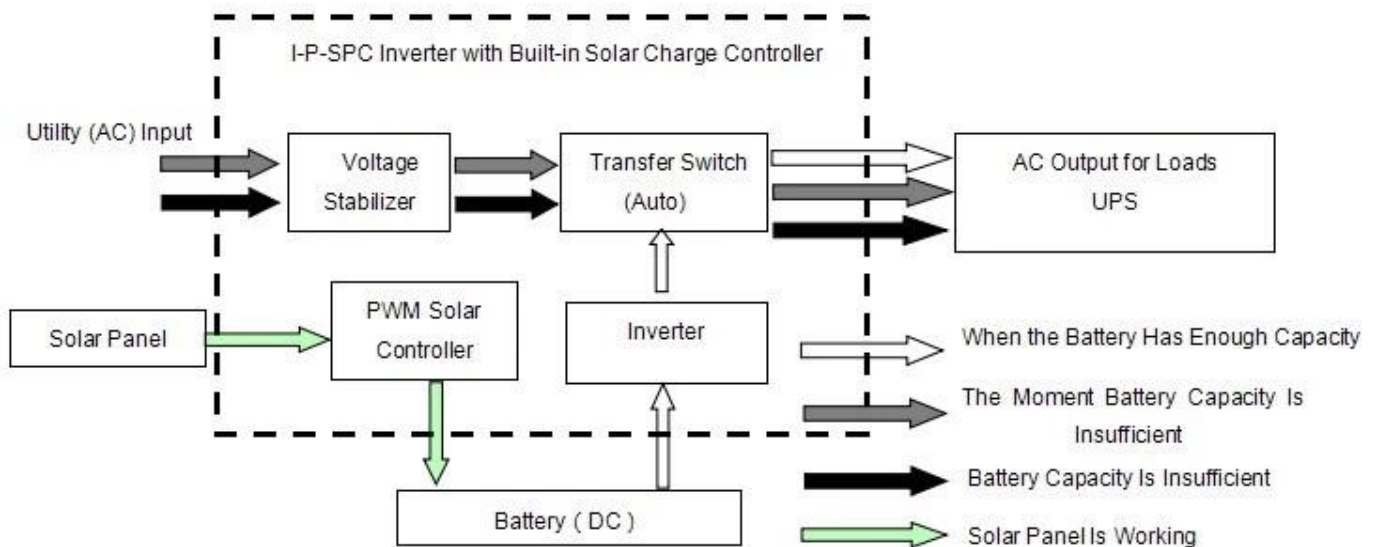 I-P-SPC Inverter with Built-in Solar Charge Controller
Utility (AC) Input
Voltage
Stabilizer
Transfer Switch
(Auto)
AC Output for Loads
UPS
Solar Panel
PWM Solar
Controller
Inverter
Battery ( DC )
When the Battery Has Enough Capacity
The Moment Battery Capacity Is
Insufficient
Battery Capacity Is Insufficient
Solar Panel Is Working